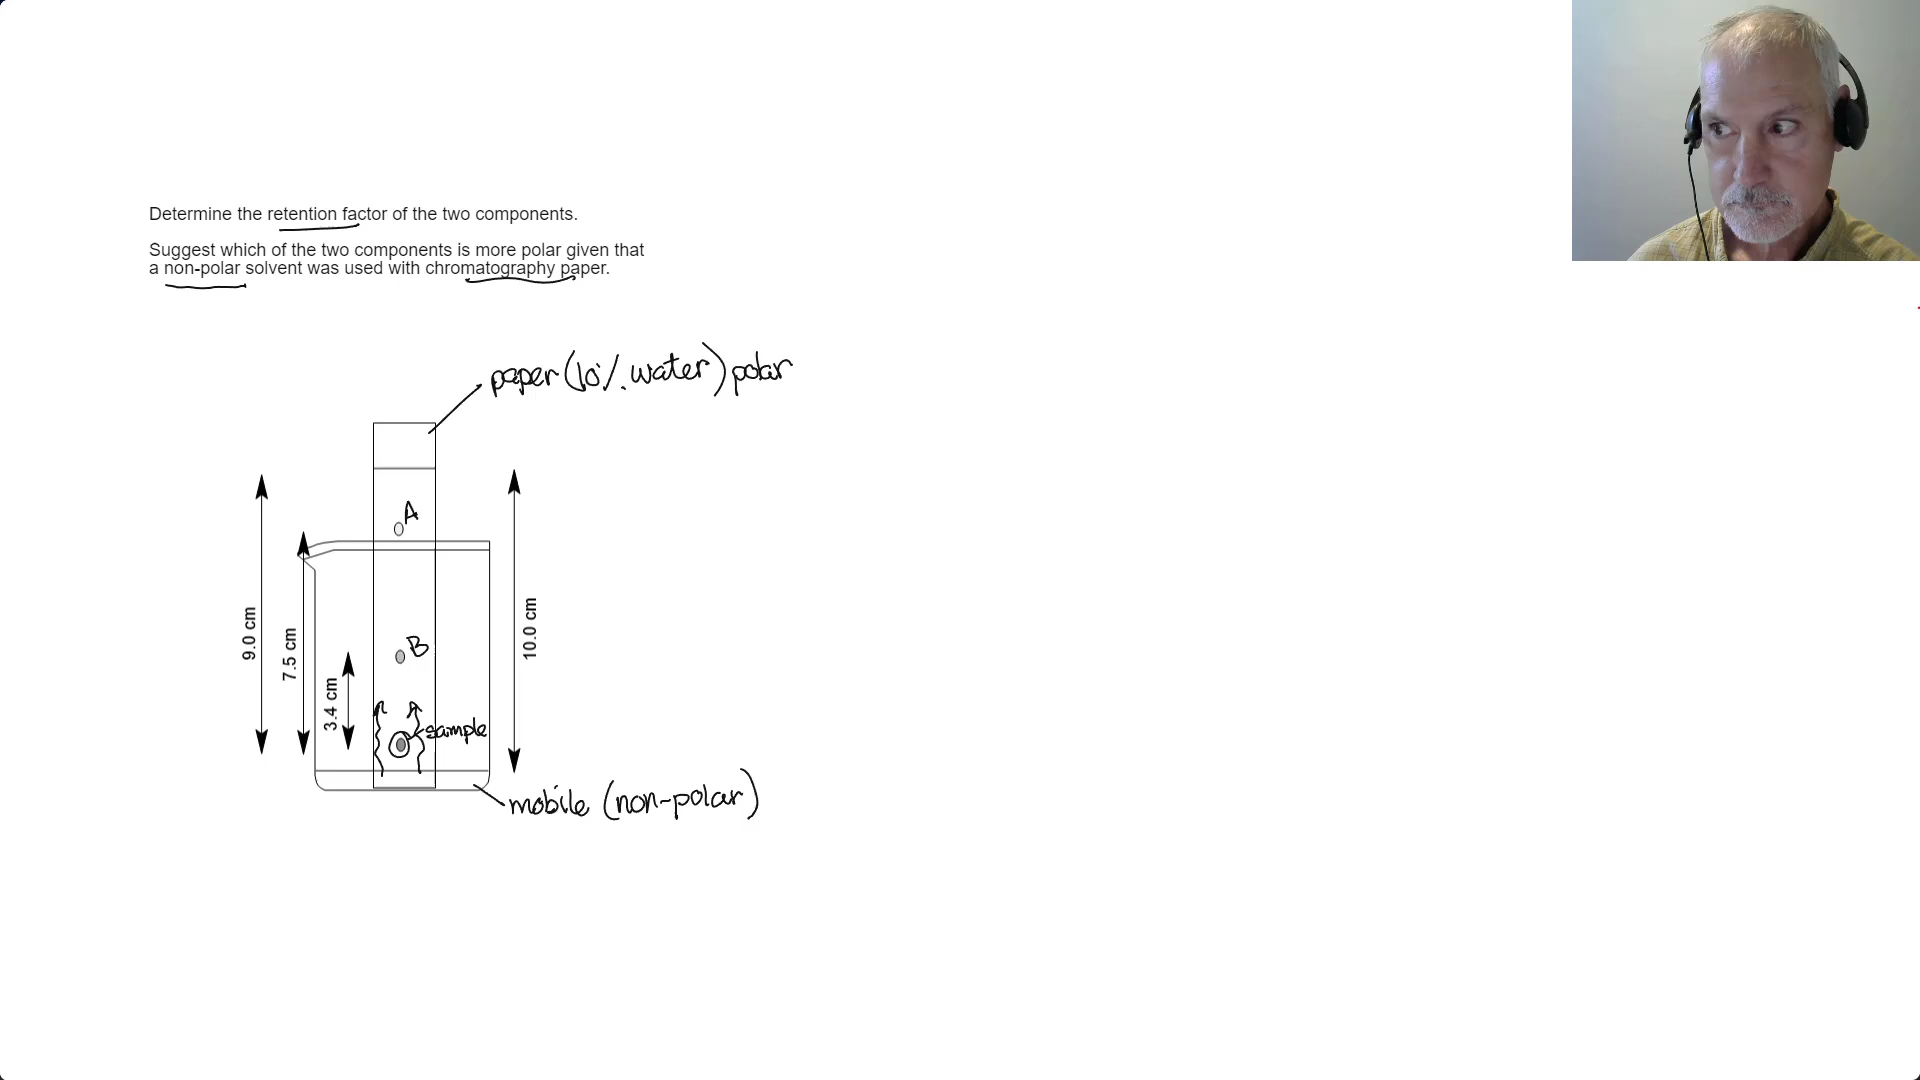 Determine the retention factor of the two components.
Suggest which of the two components is more polar given that
a non-polar solvent was used with chromatography paper.
paper (10% water) polar
A
9.0 cm
7.5 cm
3.4 cm
10.0 cm
B
sample
mobile (non-polar)